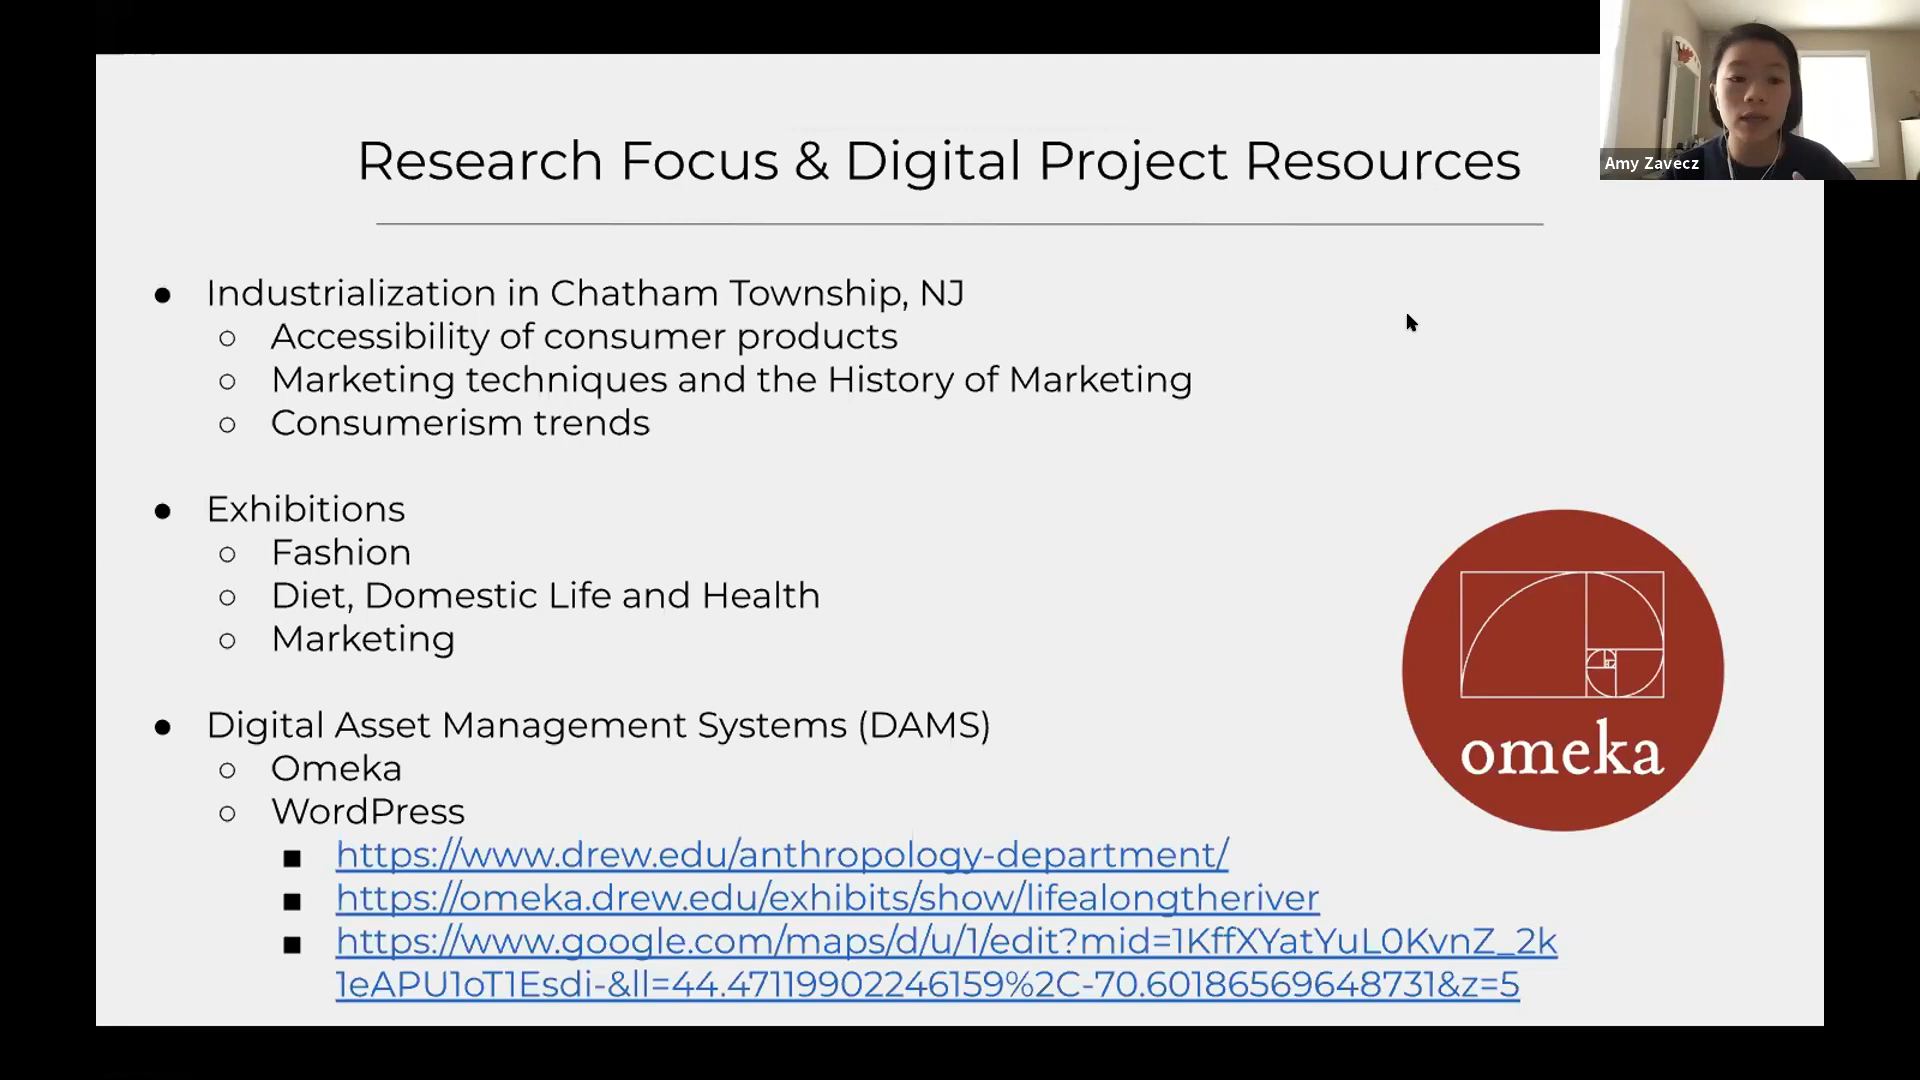 Research Focus & Digital Project Resources
Amy Zavecz
● Industrialization in Chatham Township, NJ
○ Accessibility of consumer products
○ Marketing techniques and the History of Marketing
○ Consumerism trends
● Exhibitions
○ Fashion
○ Diet, Domestic Life and Health
○ Marketing
● Digital Asset Management Systems (DAMS)
○ Omeka
○ WordPress
■ https://www.drew.edu/anthropology-department/
■ https://omeka.drew.edu/exhibits/show/lifealongtheriver
■ https://www.google.com/maps/d/u/1/edit?mid=1KffXYatYuL0KvnZ_2k
1eAPU1oT1Esdi-&ll=44.47119902246159%2C-70.60186569648731&z=5
omeka